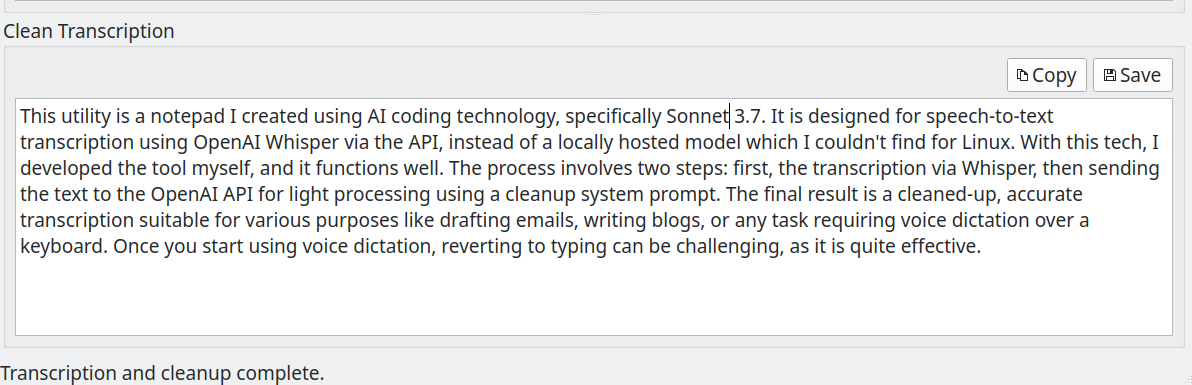 Clean Transcription
Copy Save
This utility is a notepad I created using AI coding technology, specifically Sonnet 3.7. It is designed for speech-to-text
transcription using OpenAI Whisper via the API, instead of a locally hosted model which I couldn't find for Linux. With this tech, I
developed the tool myself, and it functions well. The process involves two steps: first, the transcription via Whisper, then sending
the text to the OpenAI API for light processing using a cleanup system prompt. The final result is a cleaned-up, accurate
transcription suitable for various purposes like drafting emails, writing blogs, or any task requiring voice dictation over a
keyboard. Once you start using voice dictation, reverting to typing can be challenging, as it is quite effective.
Transcription and cleanup complete.